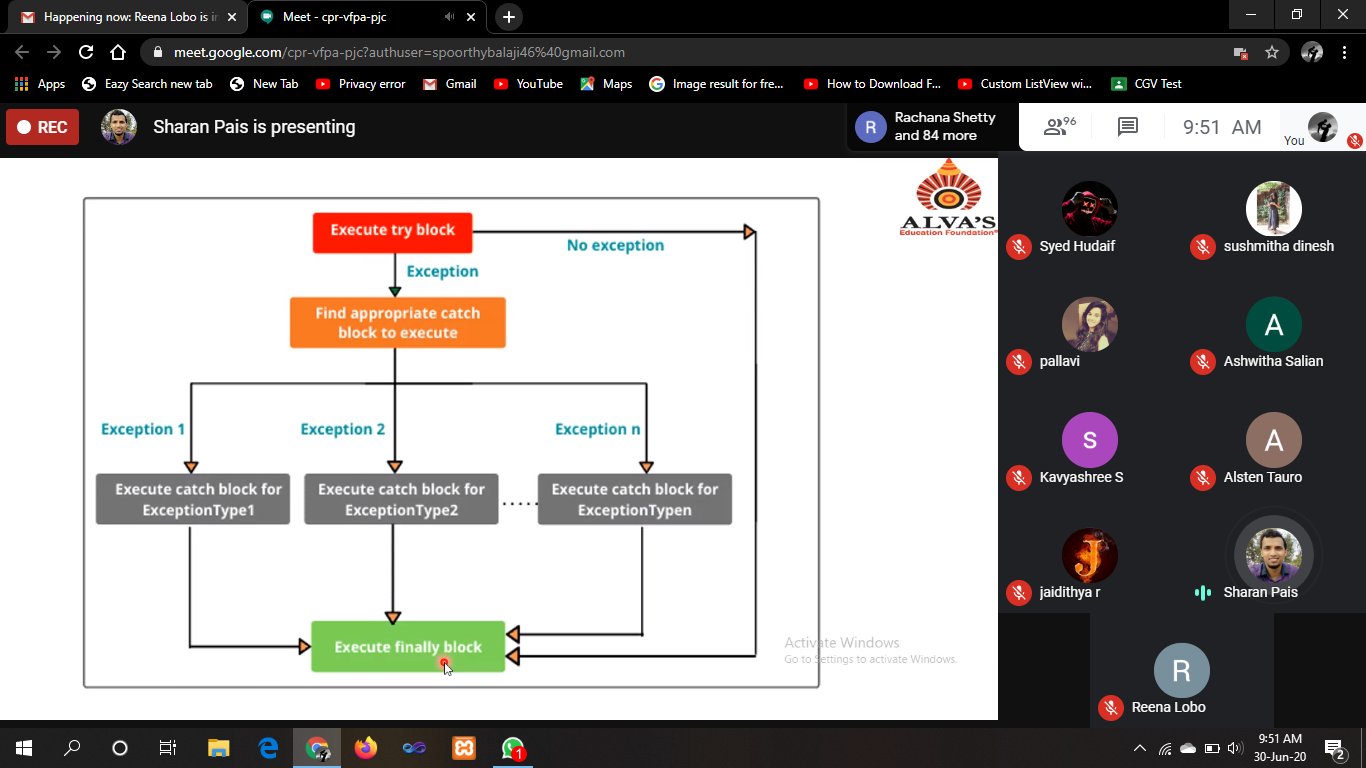 Happening now: Reena Lobo is in
Meet - cpr-vfpa-pjc
meet.google.com/cpr-vfpa-pjc?authuser=spoorthybalaji46%40gmail.com
Apps
Eazy Search new tab
New Tab
Privacy error
Gmail
YouTube
Maps
Image result for fre...
How to Download F...
Custom ListView wi...
CGV Test
REC
Sharan Pais is presenting
R
Rachana Shetty
and 84 more
96
9:51 AM
You
ALVA'S
Education Foundation®
Execute try block
No exception
Exception
Find appropriate catch
block to execute
Exception 1
Exception 2
Exception n
Execute catch block for
ExceptionType1
Execute catch block for
ExceptionType2
......
Execute catch block for
ExceptionTypen
Execute finally block
Activate Windows
Go to Settings to activate Windows.
Syed Hudaif
sushmitha dinesh
pallavi
A
Ashwitha Salian
S
Kavyashree S
A
Alsten Tauro
J
jaidithya r
Sharan Pais
R
Reena Lobo
1
9:51 AM
30-Jun-20
2